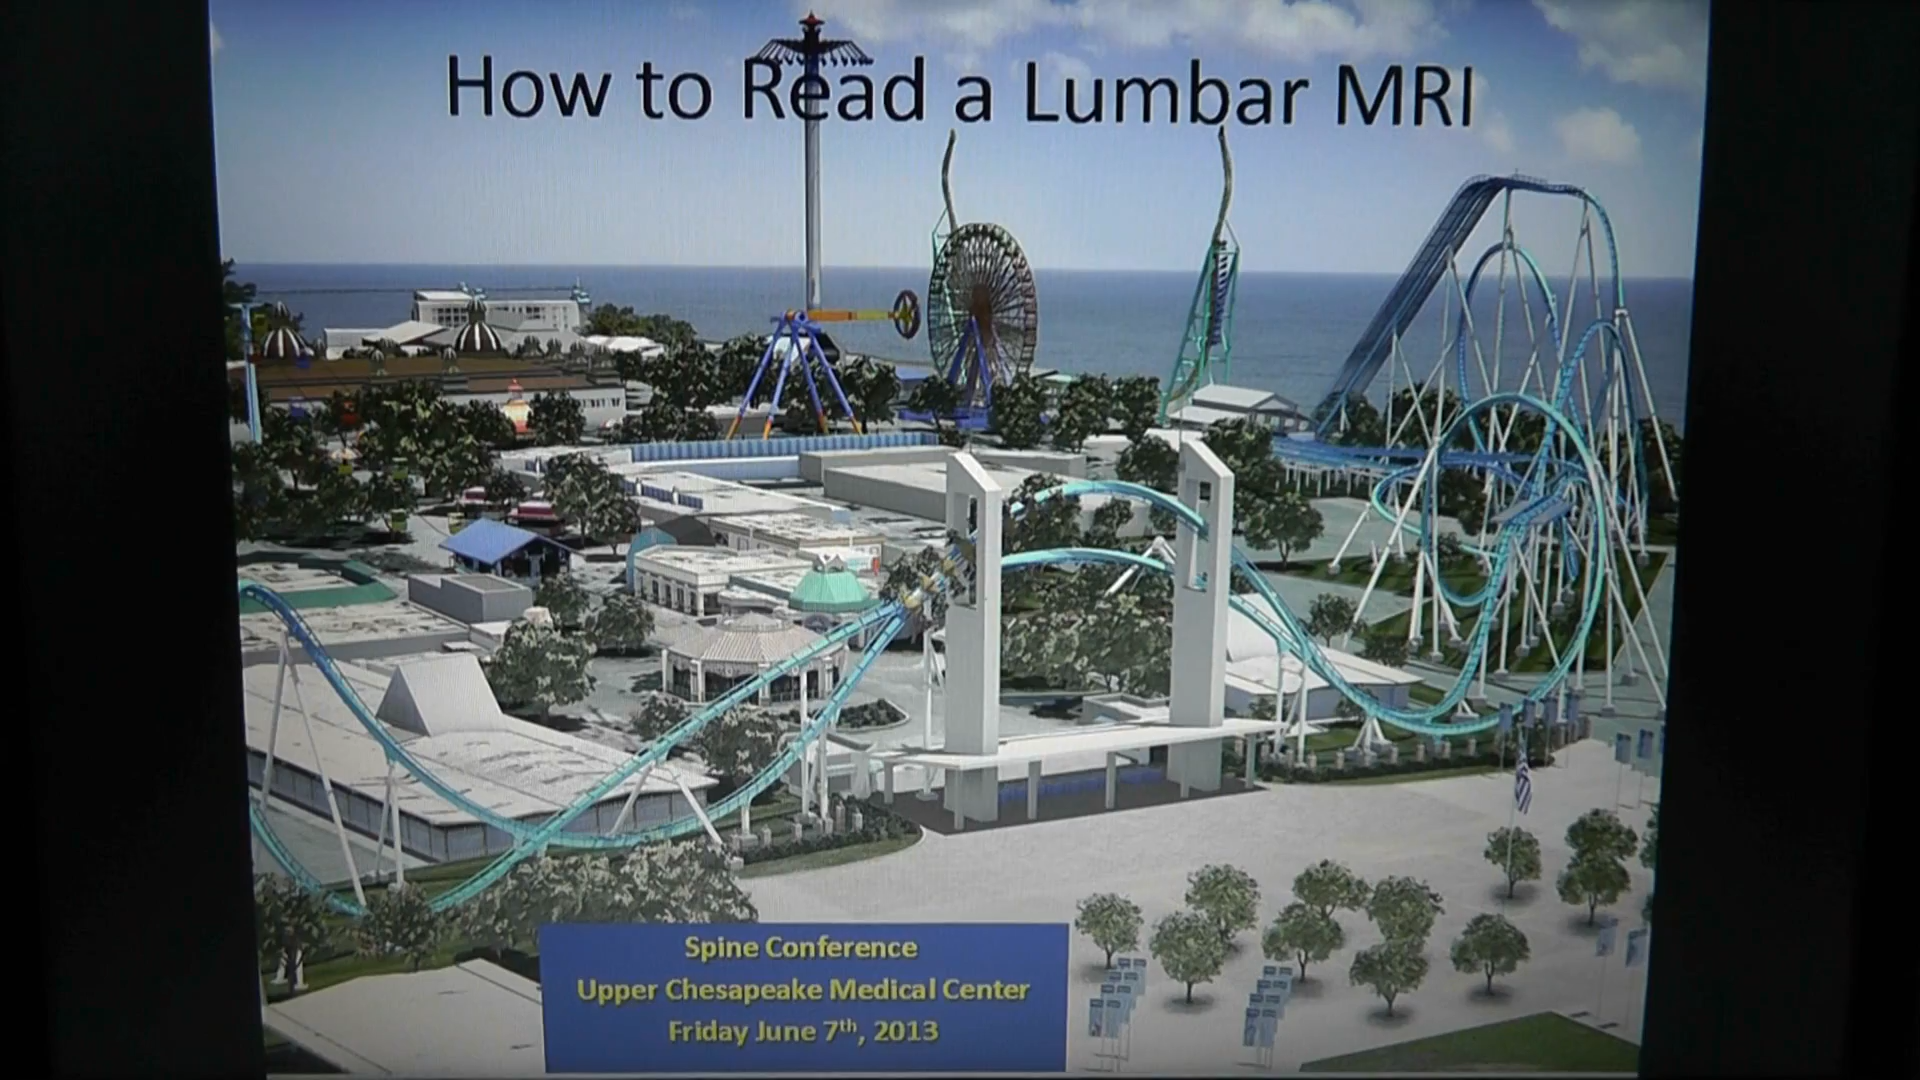 How to Read a Lumbar MRI
Spine Conference
Upper Chesapeake Medical Center
Friday June 7th, 2013